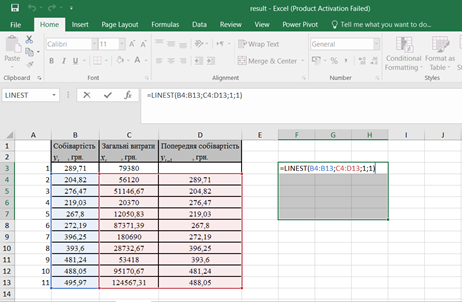 result - Excel (Product Activation Failed)
File Home Insert Page Layout Formulas Data Review View Power Pivot Tell me what you want to do...
Paste Calibri 11 A A Wrap Text General
B I U A Merge & Center % Conditional Formatting Format as Table
Clipboard Font Alignment Number Styles
LINEST fx =LINEST(B4:B13;C4:D13;1;1)
A B C D E F G H I J
1 Собівартість Загальні витрати Попередня собівартість
2 yt , грн. xt , грн. yt-1 , грн.
3 1 289,71 79380 =LINEST(B4:B13;C4:D13;1;1)
4 2 204,82 56120 289,71
5 3 276,47 51146,67 204,82
6 4 219,03 20370 276,47
7 5 267,8 12050,83 219,03
8 6 272,19 87371,39 267,8
9 7 396,25 180690 272,19
10 8 393,6 28732,67 396,25
11 9 481,24 53418 393,6
12 10 488,05 95170,67 481,24
13 11 495,97 124567,31 488,05
14